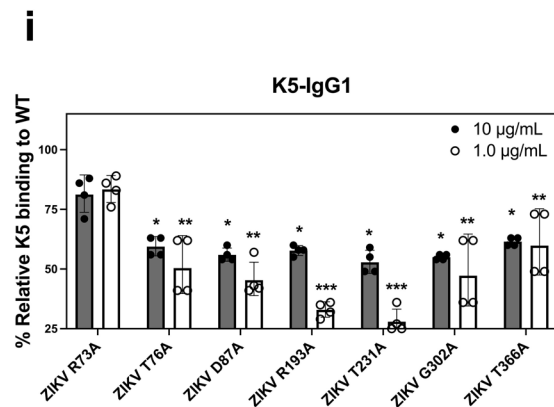 i
K5-IgG1
% Relative K5 binding to WT
10 µg/mL
1.0 µg/mL
100
75
50
25
* ** * ** * *** * *** * ** * **
ZIKV R73A
ZIKV T76A
ZIKV D87A
ZIKV R193A
ZIKV T231A
ZIKV G302A
ZIKV T366A